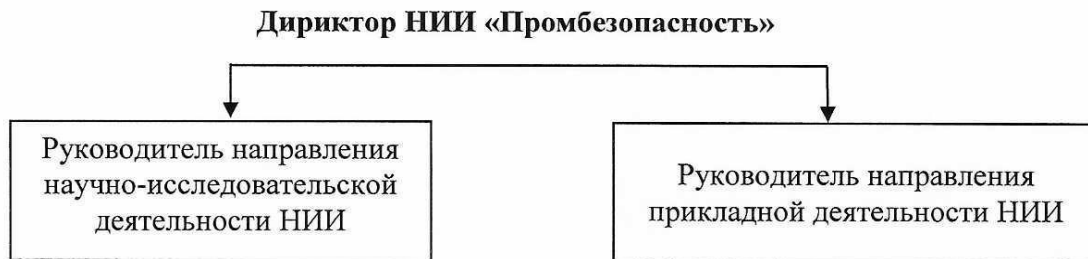 Дириктор НИИ «Промбезопасность»
Руководитель направления
научно-исследовательской
деятельности НИИ
Руководитель направления
прикладной деятельности НИИ